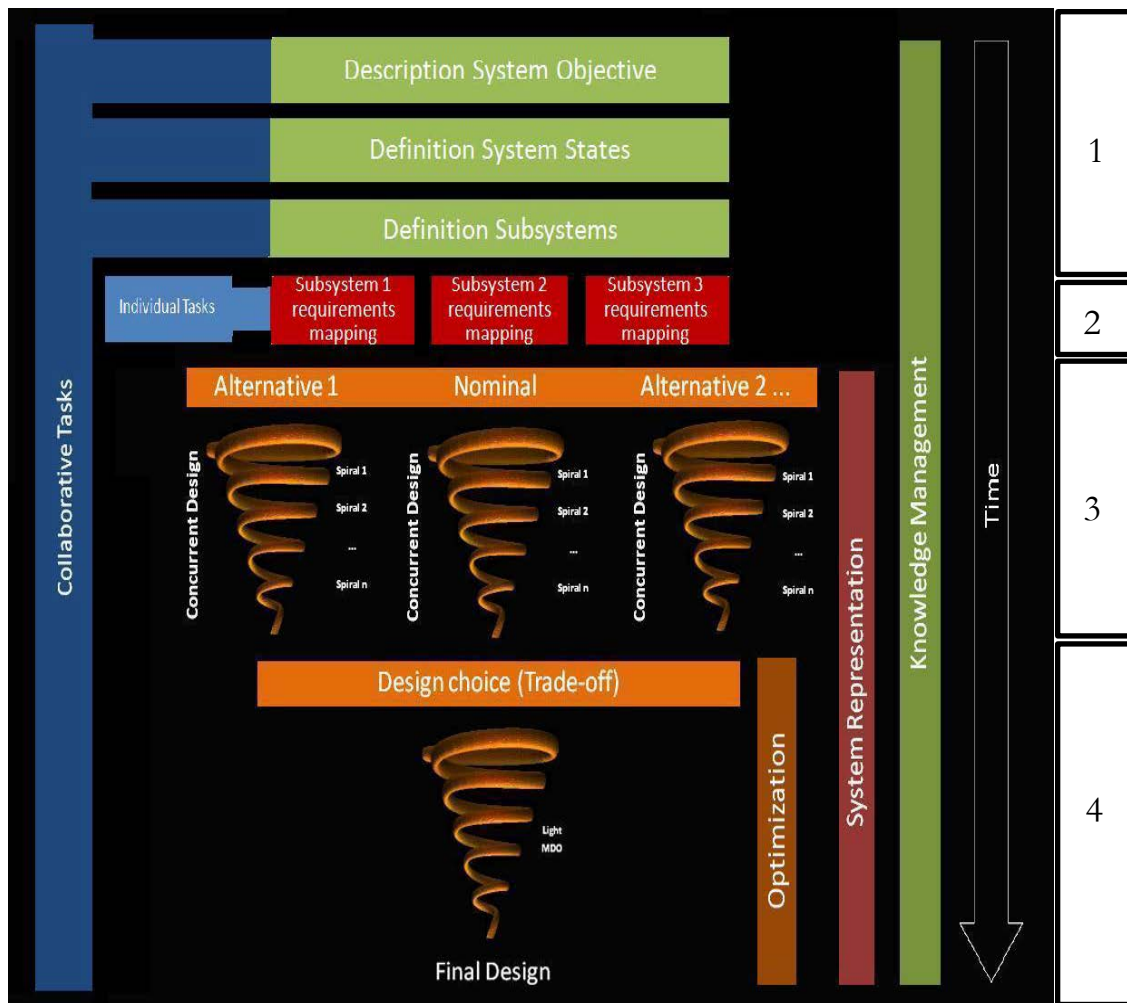 Description System Objective
Definition System States
Definition Subsystems
Individual Tasks
Subsystem 1
requirements
mapping
Subsystem 2
requirements
mapping
Subsystem 3
requirements
mapping
Alternative 1
Nominal
Alternative 2 ...
Concurrent Design
Spiral 1
Spiral 2
...
Spiral n
Concurrent Design
Spiral 1
Spiral 2
...
Spiral n
Concurrent Design
Spiral 1
Spiral 2
...
Spiral n
Design choice (Trade-off)
Light
MDO
Final Design
Collaborative Tasks
Optimization
System Representation
Knowledge Management
Time
1
2
3
4